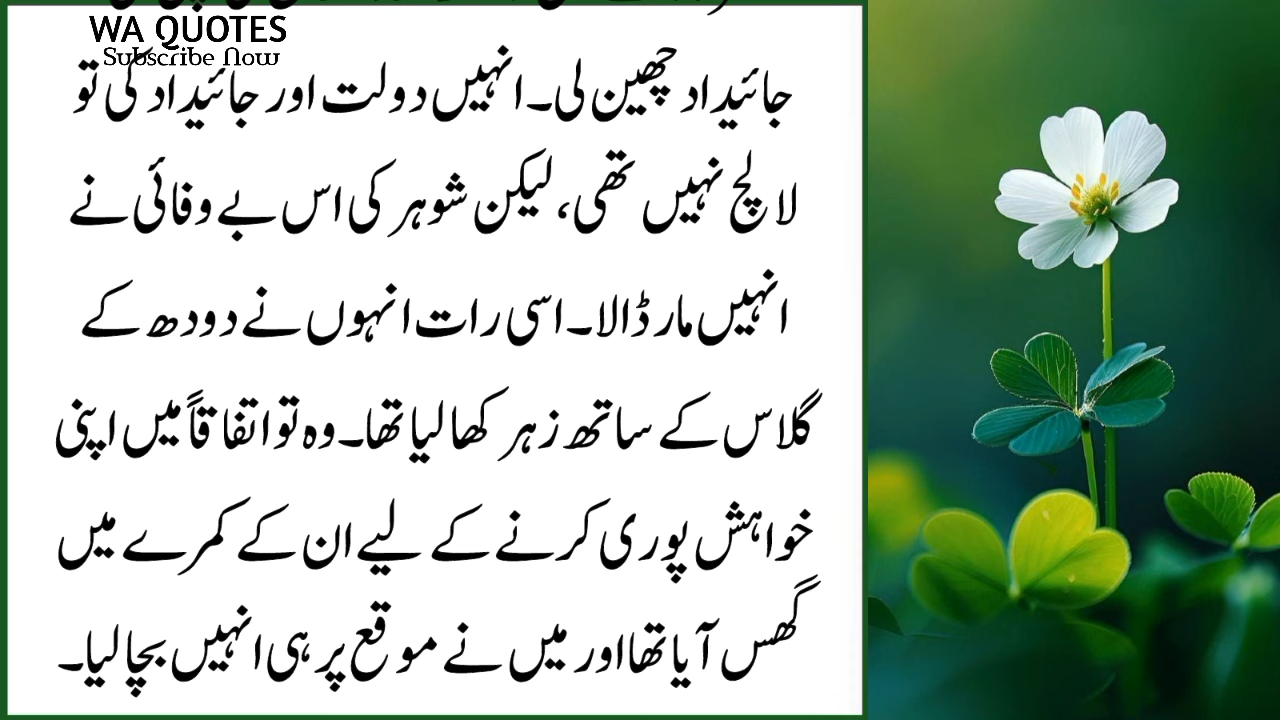 WA QUOTES
Subscribe Now
جائیداد چھین لی۔ انہیں دولت اور جائیداد کی تو
لالچ نہیں تھی، لیکن شوہر کی اس بے وفائی نے
انہیں مار ڈالا۔ اسی رات انہوں نے دودھ کے
گلاس کے ساتھ زہر کھا لیا تھا۔ وہ تو اتفاقاً میں اپنی
خواہش پوری کرنے کے لیے ان کے کمرے میں
گھس آیا تھا اور میں نے موقع پر ہی انہیں بچا لیا۔